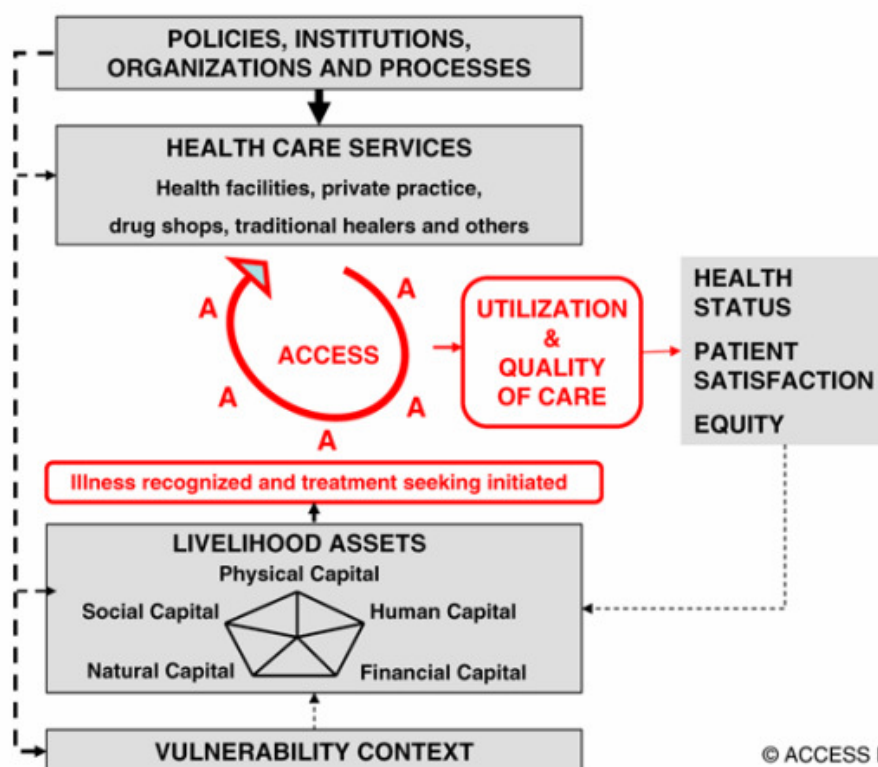 POLICIES, INSTITUTIONS,
ORGANIZATIONS AND PROCESSES
HEALTH CARE SERVICES
Health facilities, private practice,
drug shops, traditional healers and others
A
A
ACCESS
A
A
A
UTILIZATION
&
QUALITY
OF CARE
HEALTH
STATUS
PATIENT
SATISFACTION
EQUITY
Illness recognized and treatment seeking initiated
LIVELIHOOD ASSETS
Physical Capital
Social Capital
Human Capital
Natural Capital
Financial Capital
VULNERABILITY CONTEXT
© ACCESS